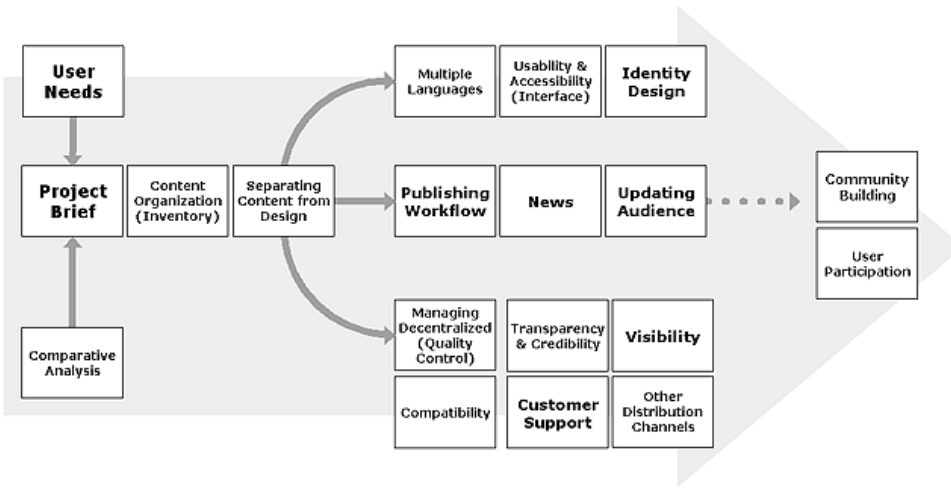 User
Needs
Multiple
Languages
Usability &
Accessibility
(Interface)
Identity
Design
Project
Brief
Content
Organization
(Inventory)
Separating
Content from
Design
Publishing
Workflow
News
Updating
Audience
Community
Building
User
Participation
Comparative
Analysis
Managing
Decentralized
(Quality
Control)
Transparency
& Credibility
Visibility
Compatibility
Customer
Support
Other
Distribution
Channels